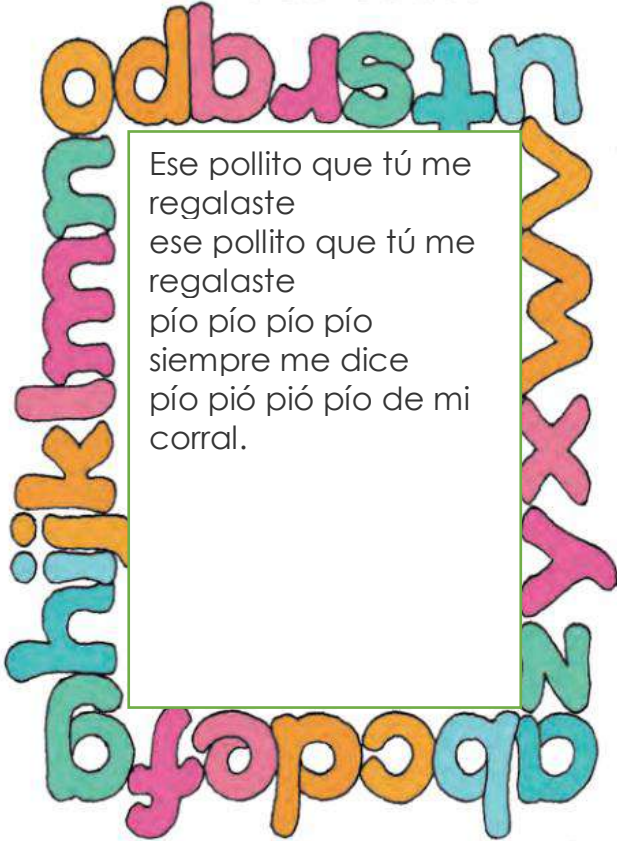 Ese pollito que tú me
regalaste
ese pollito que tú me
regalaste
pío pío pío pío
siempre me dice
pío pió pió pío de mi
corral.
a b c d e f g
h i j k l m n
o p q r s t u
v w x y z